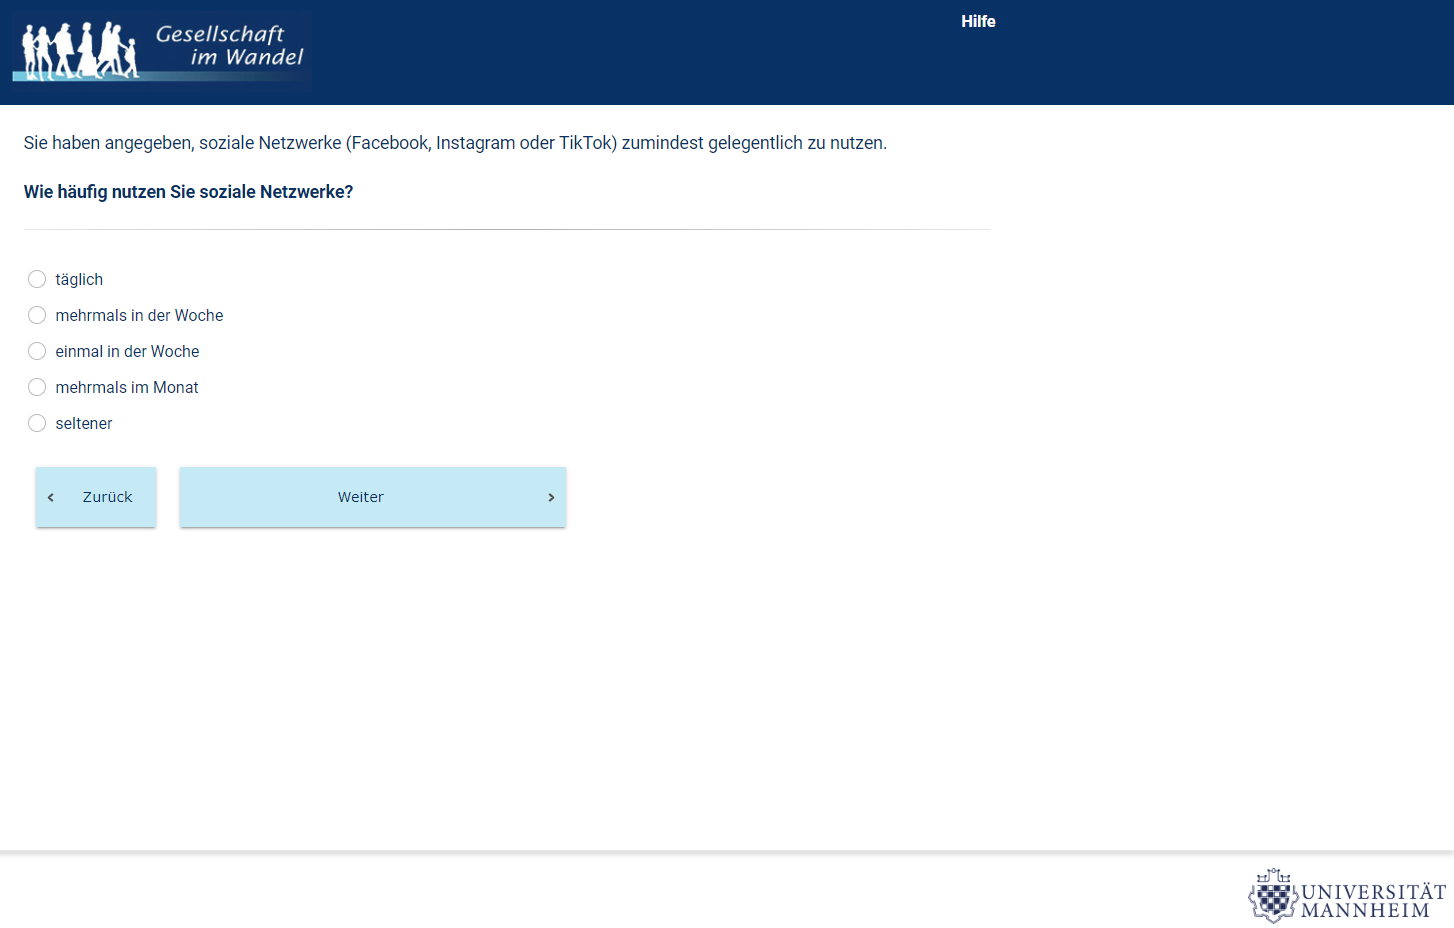 Gesellschaft
im Wandel
Hilfe
Sie haben angegeben, soziale Netzwerke (Facebook, Instagram oder TikTok) zumindest gelegentlich zu nutzen.
Wie häufig nutzen Sie soziale Netzwerke?
täglich
mehrmals in der Woche
einmal in der Woche
mehrmals im Monat
seltener
Zurück
Weiter
UNIVERSITÄT
MANNHEIM